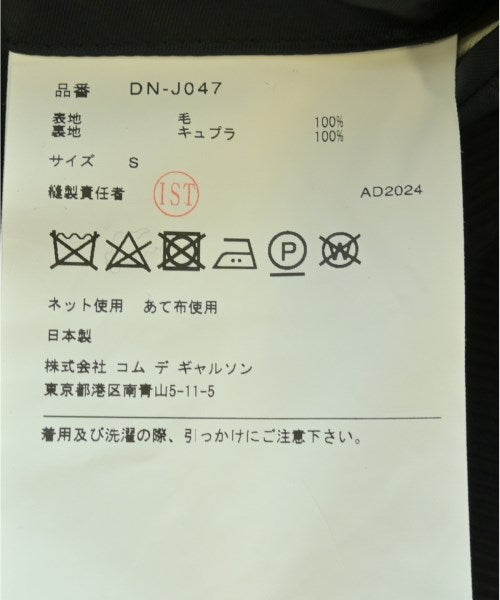 品番 DN-J047
表地 毛 100%
裏地 キュプラ 100%
サイズ S
縫製責任者 IST AD2024
P W
ネット使用 あて布使用
日本製
株式会社 コム デ ギャルソン
東京都港区南青山5-11-5
着用及び洗濯の際、引っかけにご注意下さい。